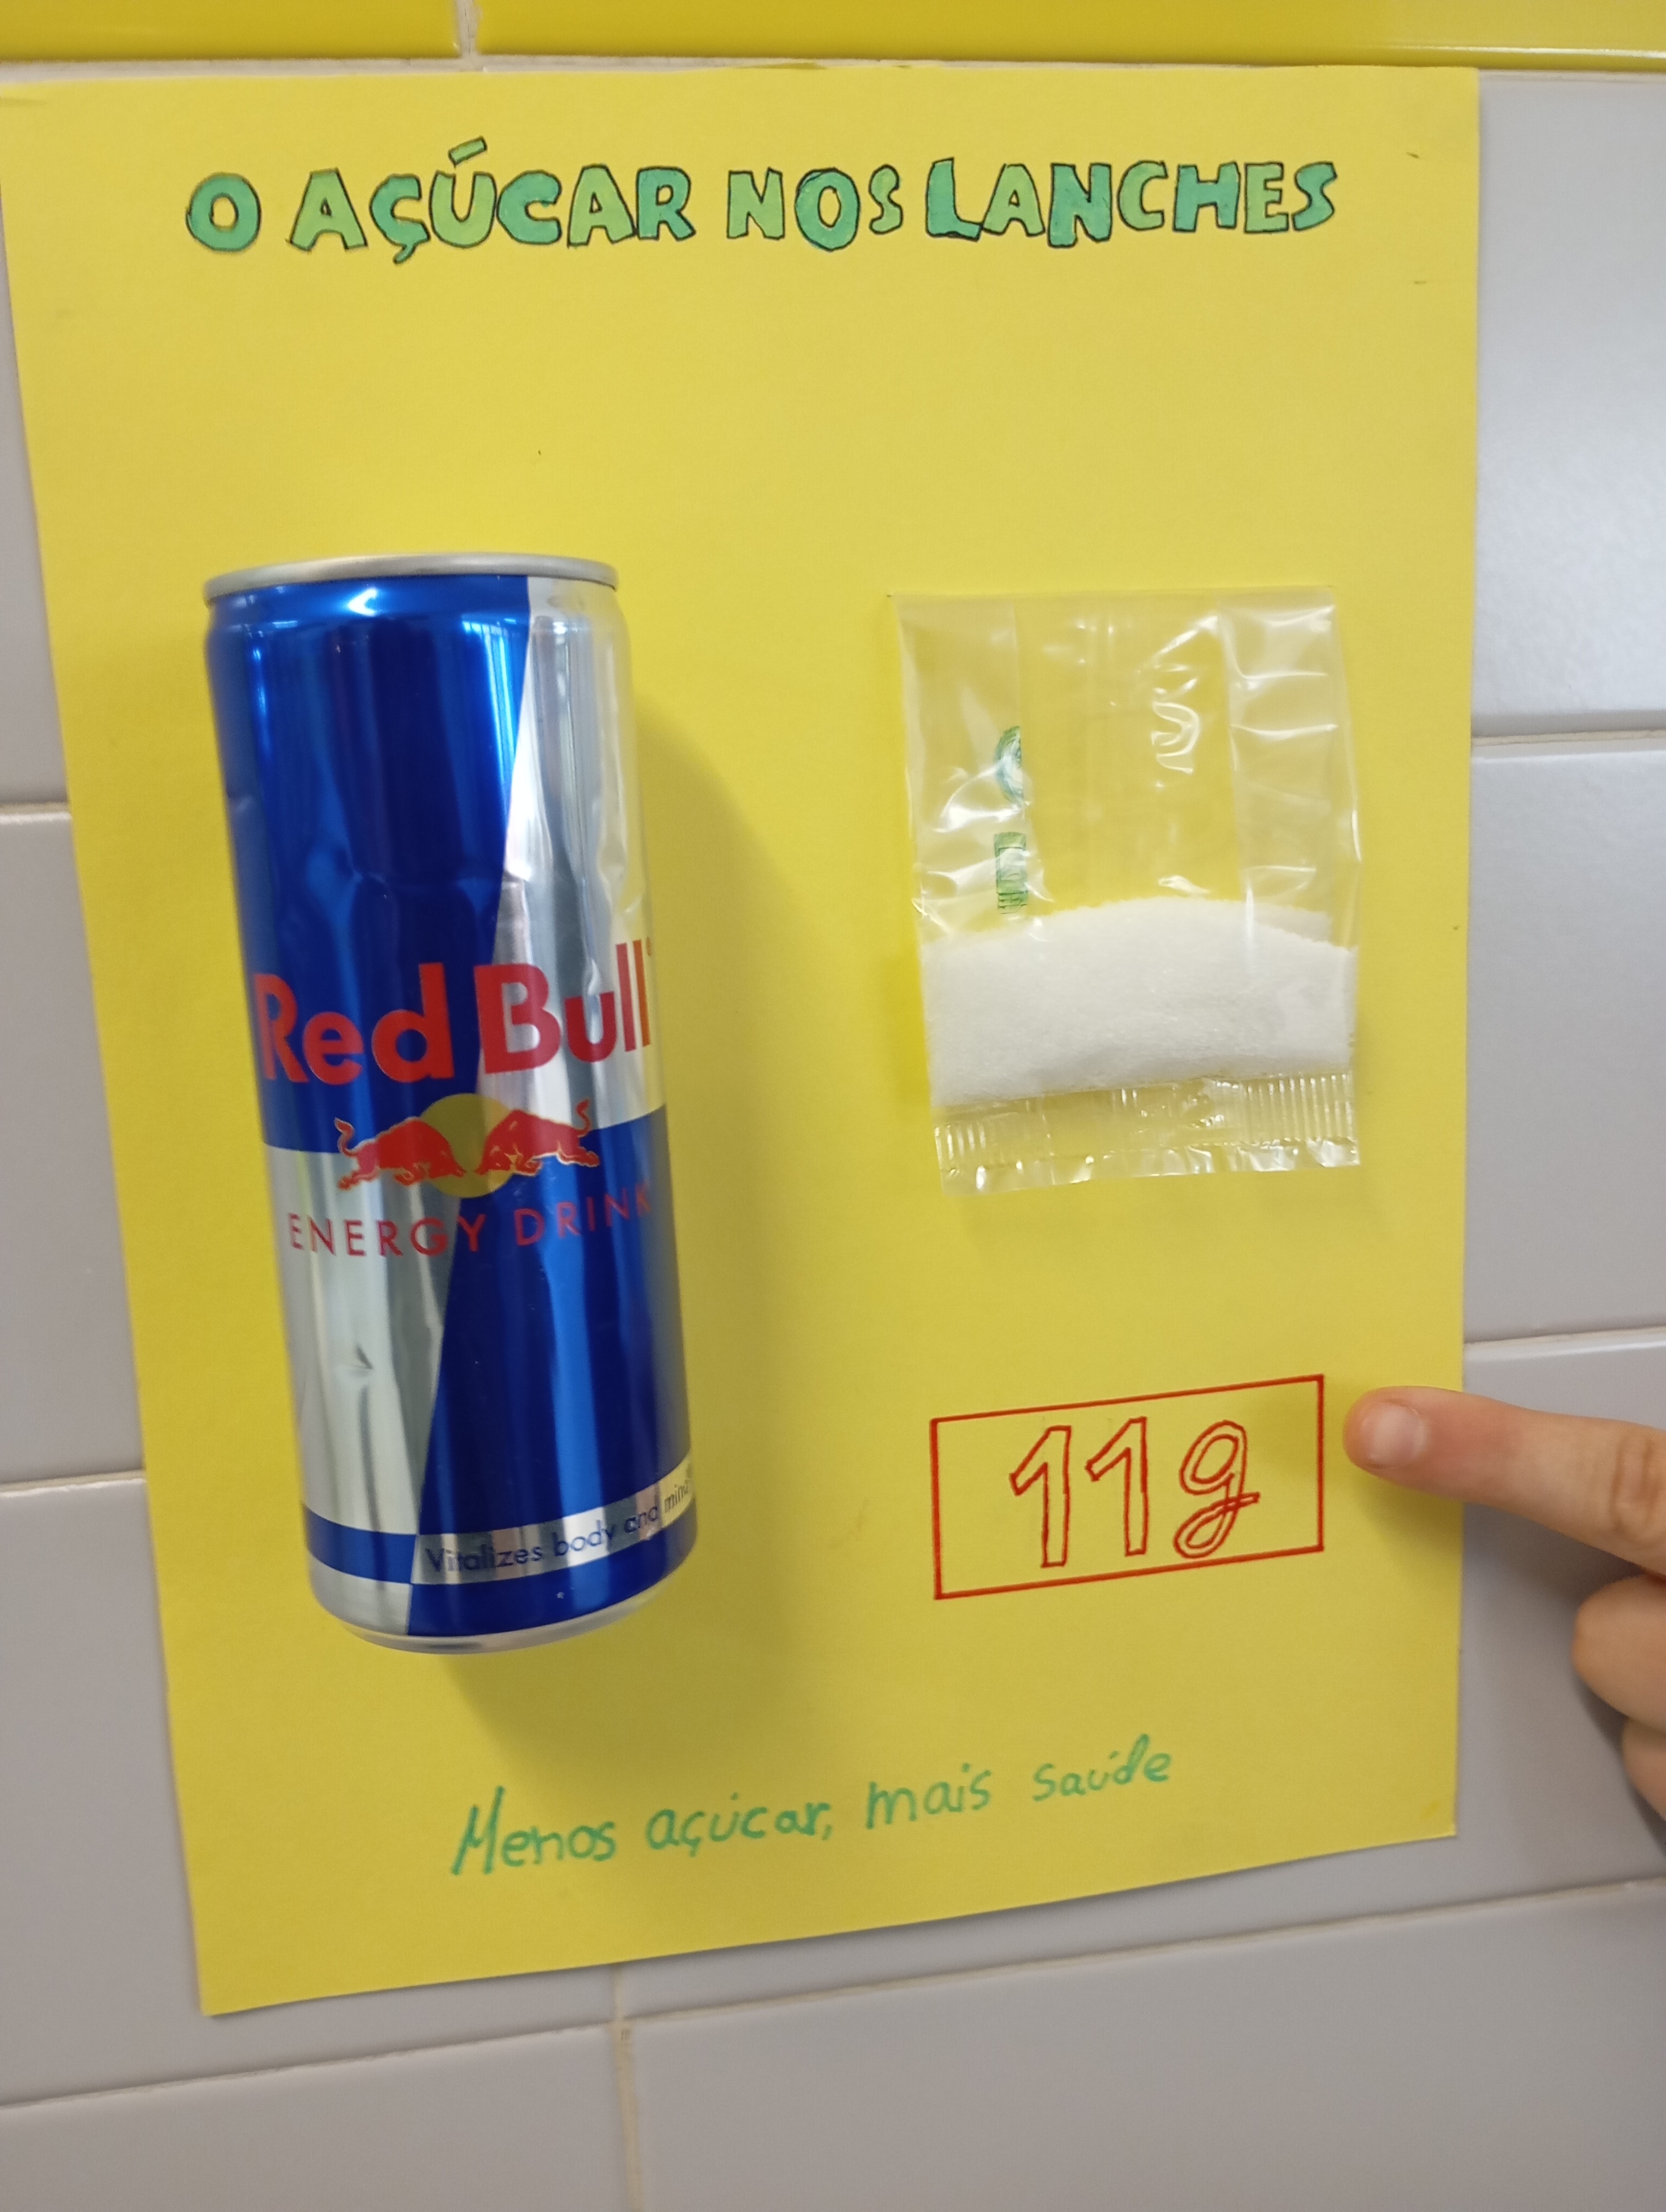 O AÇÚCAR NOS LANCHES
Red Bull
ENERGY DRINK
Vitalizes body and mind
11g
Menos açúcar, mais saúde